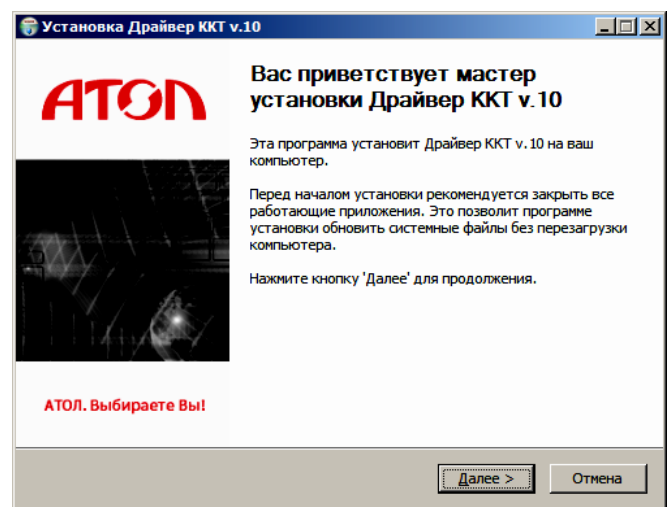 Установка Драйвер ККТ v.10
АТОЛ
Вас приветствует мастер
установки Драйвер ККТ v.10
Эта программа установит Драйвер ККТ v.10 на ваш
компьютер.
Перед началом установки рекомендуется закрыть все
работающие приложения. Это позволит программе
установки обновить системные файлы без перезагрузки
компьютера.
Нажмите кнопку 'Далее' для продолжения.
АТОЛ. Выбираете Вы!
Далее >
Отмена